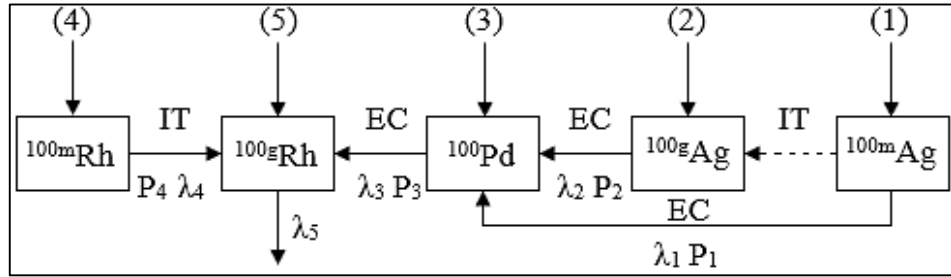 (4) (5) (3) (2) (1)
IT EC EC IT
¹⁰⁰ᵐRh ¹⁰⁰ᵍRh ¹⁰⁰Pd ¹⁰⁰ᵍAg ¹⁰⁰ᵐAg
P₄ λ₄ λ₃ P₃ λ₂ P₂
λ₅ EC
λ₁ P₁